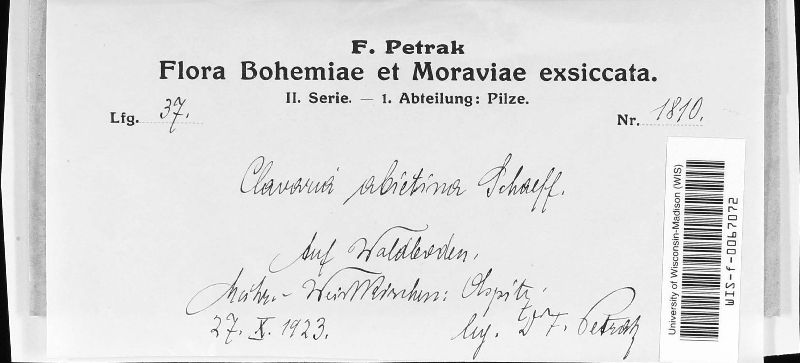 F. Petrak
Flora Bohemiae et Moraviae exsiccata.
II. Serie. — 1. Abteilung: Pilze.
Lfg. 37.
Nr. 1810.
Clavaria abietina Schaeff.
Auf Waldboden.
Mähr.-Weisskirchen: Ohspitz.
27. X. 1923.
leg. Dr F. Petrak
University of Wisconsin-Madison (WIS)
WIS-f-0067072